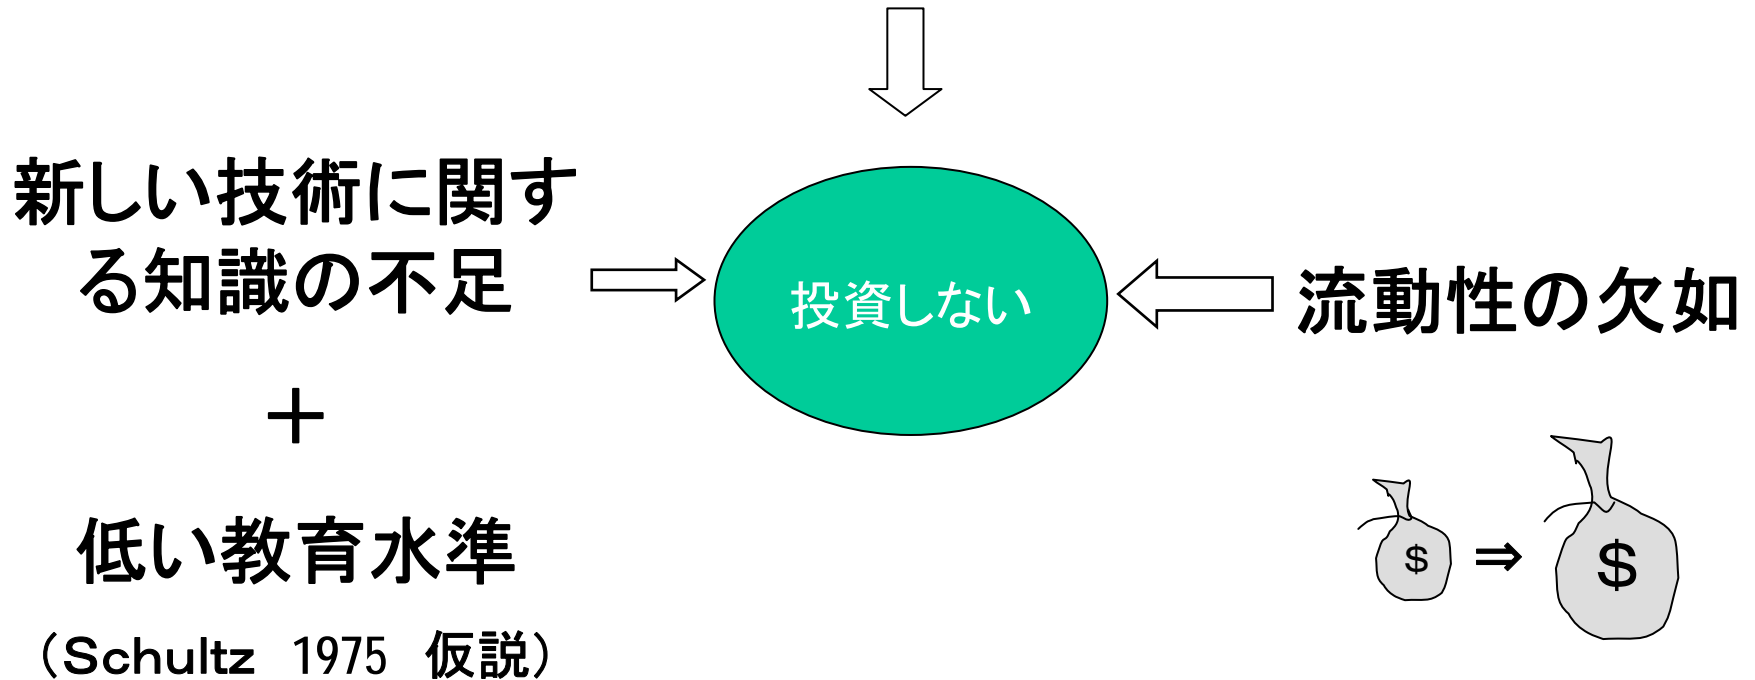 新しい技術に関す
る知識の不足
＋
低い教育水準
（Ｓｃｈｕｌｔｚ　1975　仮説）
投資しない
流動性の欠如
$ ⇒ $